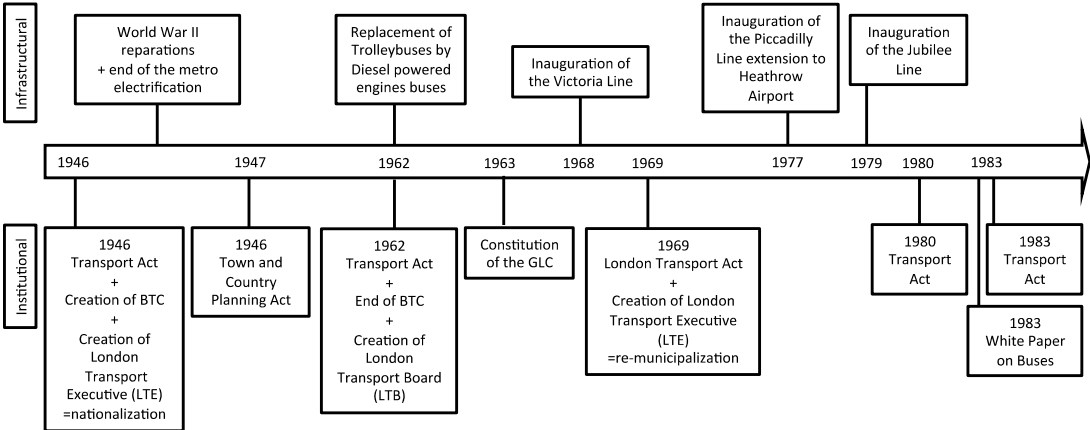 Infrastructural
World War II
reparations
+ end of the metro
electrification
Replacement of
Trolleybuses by
Diesel powered
engines buses
Inauguration of
the Victoria Line
Inauguration of
the Piccadilly
Line extension to
Heathrow
Airport
Inauguration
of the Jubilee
Line
1946
1947
1962
1963
1968
1969
1977
1979
1980
1983
Institutional
1946
Transport Act
+
Creation of BTC
+
Creation of
London
Transport
Executive (LTE)
=nationalization
1946
Town and
Country
Planning Act
1962
Transport Act
+
End of BTC
+
Creation of
London
Transport Board
(LTB)
Constitution
of the GLC
1969
London Transport Act
+
Creation of London
Transport Executive
(LTE)
=re-municipalization
1980
Transport
Act
1983
Transport
Act
1983
White Paper
on Buses